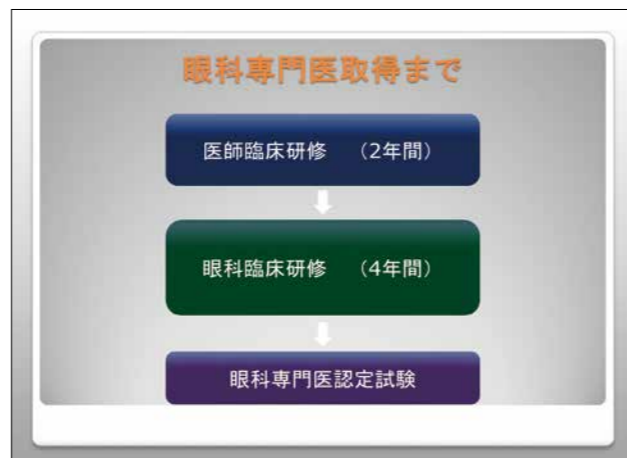 眼科専門医取得まで
医師臨床研修　（2年間）
眼科臨床研修　（4年間）
眼科専門医認定試験